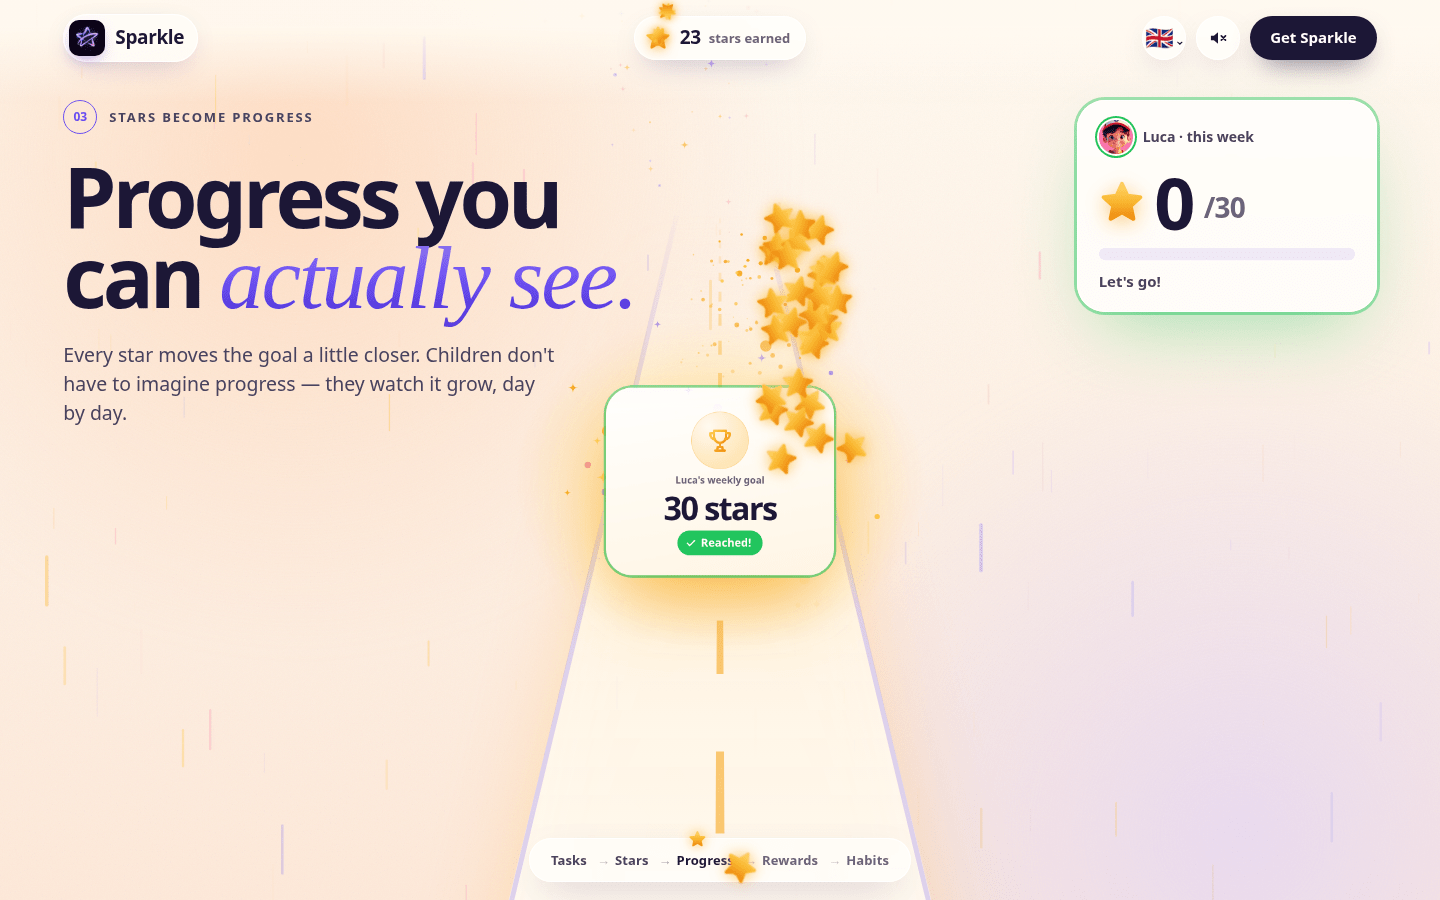 Sparkle
23 stars earned
Get Sparkle
03 STARS BECOME PROGRESS
Progress you
can actually see.
Every star moves the goal a little closer. Children don't
have to imagine progress — they watch it grow, day
by day.
Luca · this week
0 /30
Let's go!
Luca's weekly goal
30 stars
Reached!
Tasks → Stars → Progress → Rewards → Habits